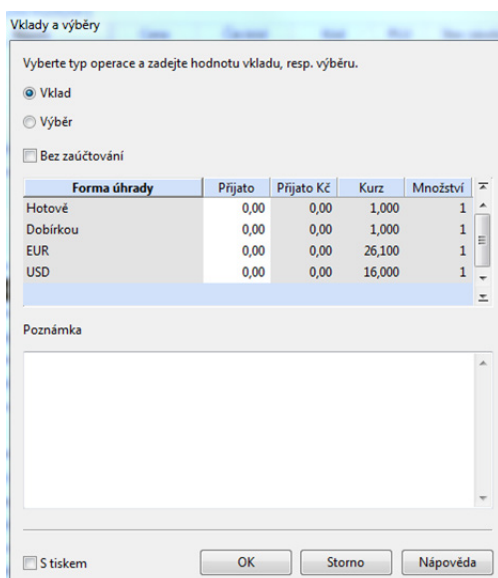 Vklady a výběry
Vyberte typ operace a zadejte hodnotu vkladu, resp. výběru.
Vklad
Výběr
Bez zaúčtování
Forma úhrady Přijato Přijato Kč Kurz Množství
Hotově 0,00 0,00 1,000 1
Dobírkou 0,00 0,00 1,000 1
EUR 0,00 0,00 26,100 1
USD 0,00 0,00 16,000 1
Poznámka
S tiskem OK Storno Nápověda